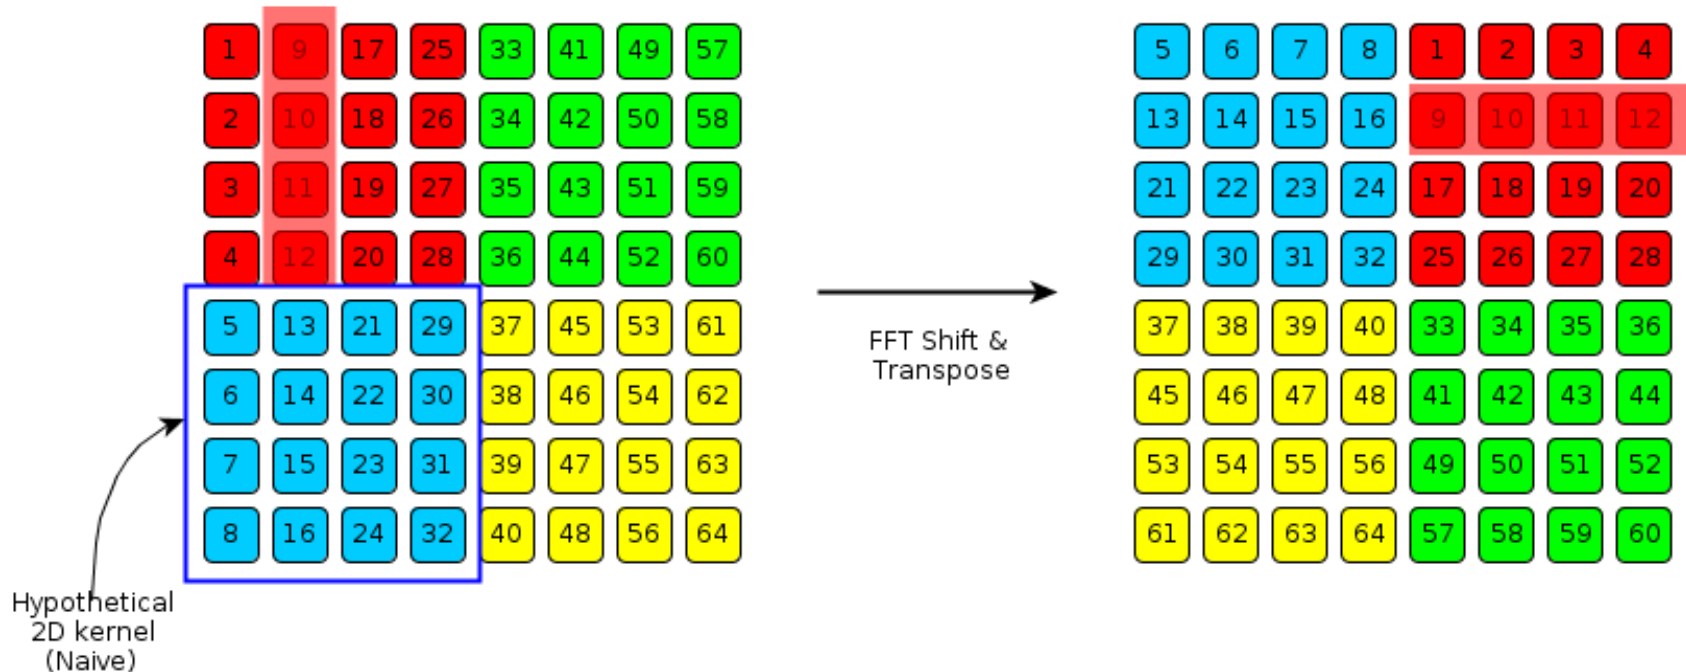 1 9 17 25 33 41 49 57 5 6 7 8 1 2 3 4
2 10 18 26 34 42 50 58 13 14 15 16 9 10 11 12
3 11 19 27 35 43 51 59 21 22 23 24 17 18 19 20
4 12 20 28 36 44 52 60 29 30 31 32 25 26 27 28
5 13 21 29 37 45 53 61 37 38 39 40 33 34 35 36
6 14 22 30 38 46 54 62 45 46 47 48 41 42 43 44
7 15 23 31 39 47 55 63 53 54 55 56 49 50 51 52
8 16 24 32 40 48 56 64 61 62 63 64 57 58 59 60
FFT Shift &
Transpose
Hypothetical
2D kernel
(Naive)